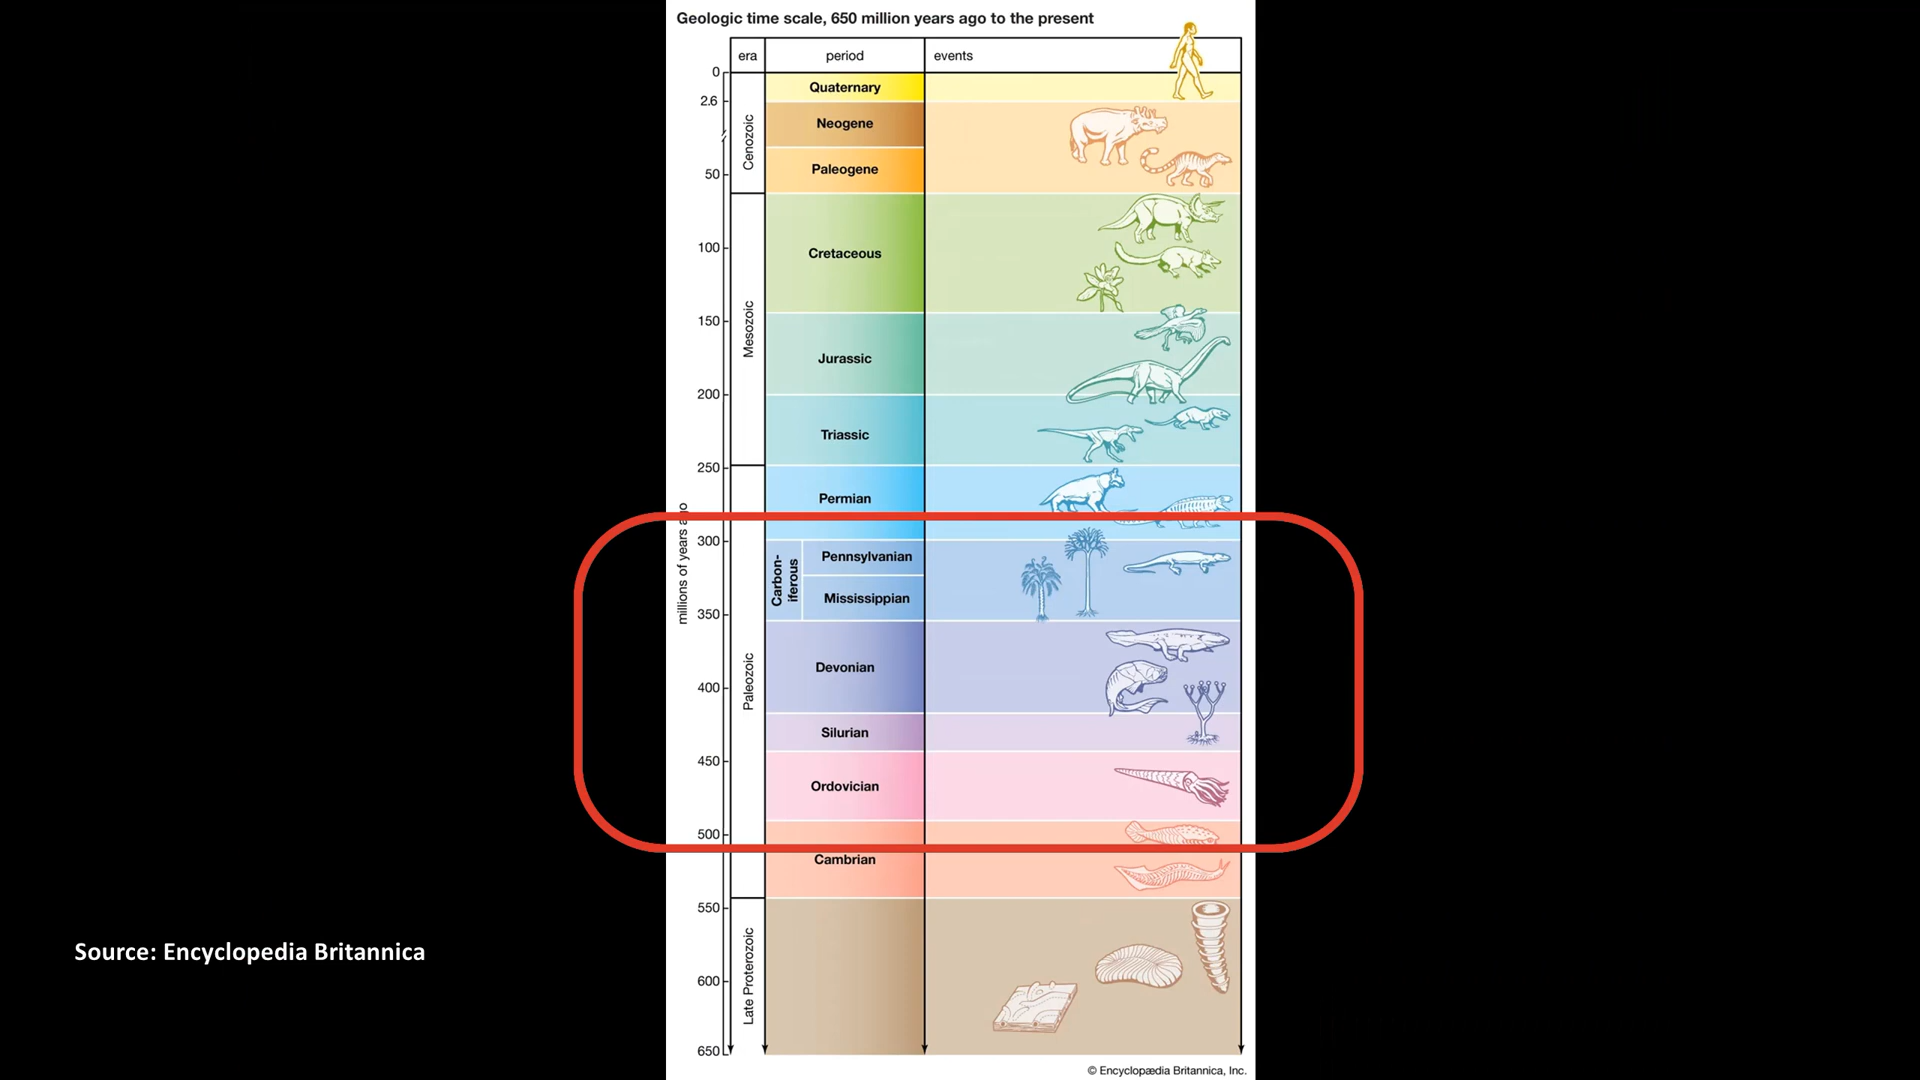 Geologic time scale, 650 million years ago to the present
era
period
events
0
Quaternary
2.6
Neogene
Cenozoic
Paleogene
50
100
Cretaceous
150
Mesozoic
Jurassic
200
Triassic
250
Permian
millions of years ago
300
Carbon-
iferous
Pennsylvanian
Mississippian
350
Devonian
Paleozoic
400
Silurian
450
Ordovician
500
Cambrian
550
Source: Encyclopedia Britannica
Late Proterozoic
600
650
© Encyclopædia Britannica, Inc.